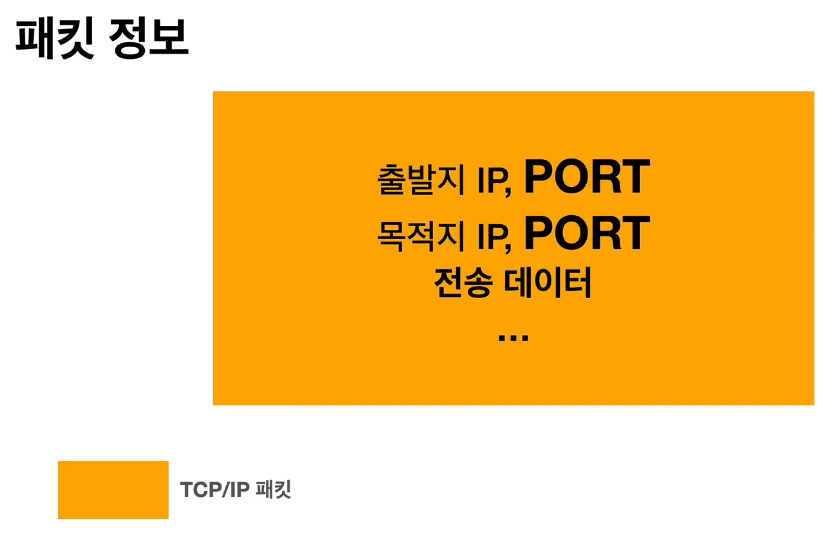 패킷 정보
출발지 IP, PORT
목적지 IP, PORT
전송 데이터
...
TCP/IP 패킷